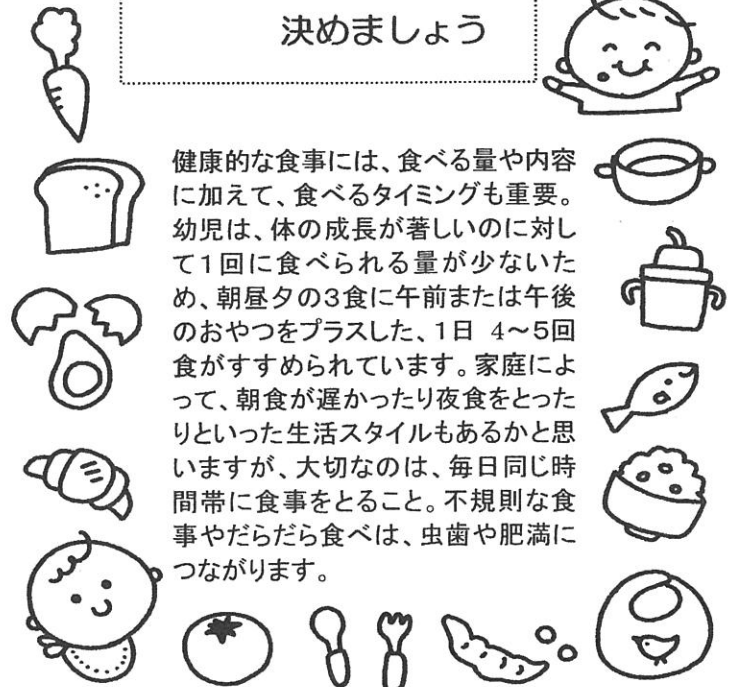 決めましょう
健康的な食事には、食べる量や内容
に加えて、食べるタイミングも重要。
幼児は、体の成長が著しいのに対し
て1回に食べられる量が少ないた
め、朝昼夕の3食に午前または午後
のおやつをプラスした、1日 4～5回
食がすすめられています。家庭によ
って、朝食が遅かったり夜食をとった
りといった生活スタイルもあるかと思
いますが、大切なのは、毎日同じ時
間帯に食事をとること。不規則な食
事やだらだら食べは、虫歯や肥満に
つながります。